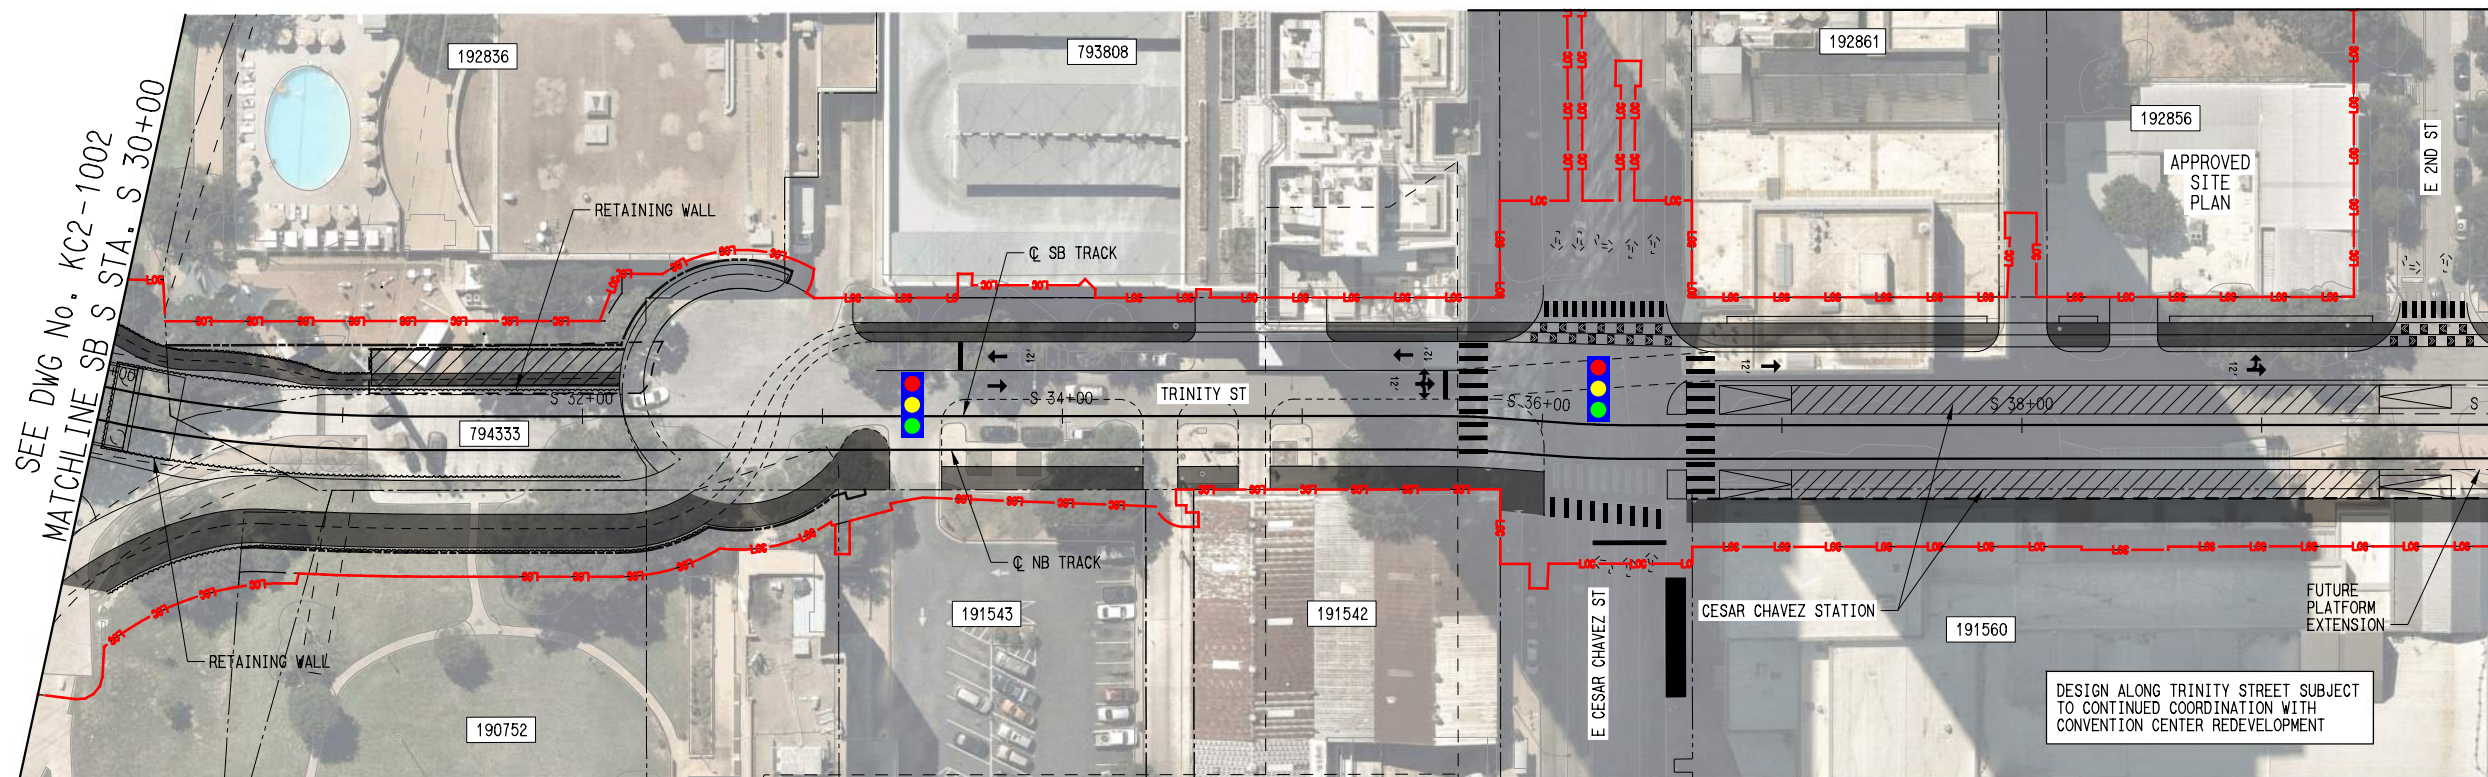 SEE DWG No. KC2-1002
MATCHLINE SB S STA. S 30+00
192836
793808
192861
192856
APPROVED
SITE
PLAN
E 2ND ST
RETAINING WALL
℄ SB TRACK
S 32+00
S 34+00
TRINITY ST
S 36+00
S 38+00
S
12'
12'
12'
12'
12'
794333
℄ NB TRACK
RETAINING WALL
191543
191542
E CESAR CHAVEZ ST
CESAR CHAVEZ STATION
191560
FUTURE
PLATFORM
EXTENSION
190752
DESIGN ALONG TRINITY STREET SUBJECT
TO CONTINUED COORDINATION WITH
CONVENTION CENTER REDEVELOPMENT
LOC